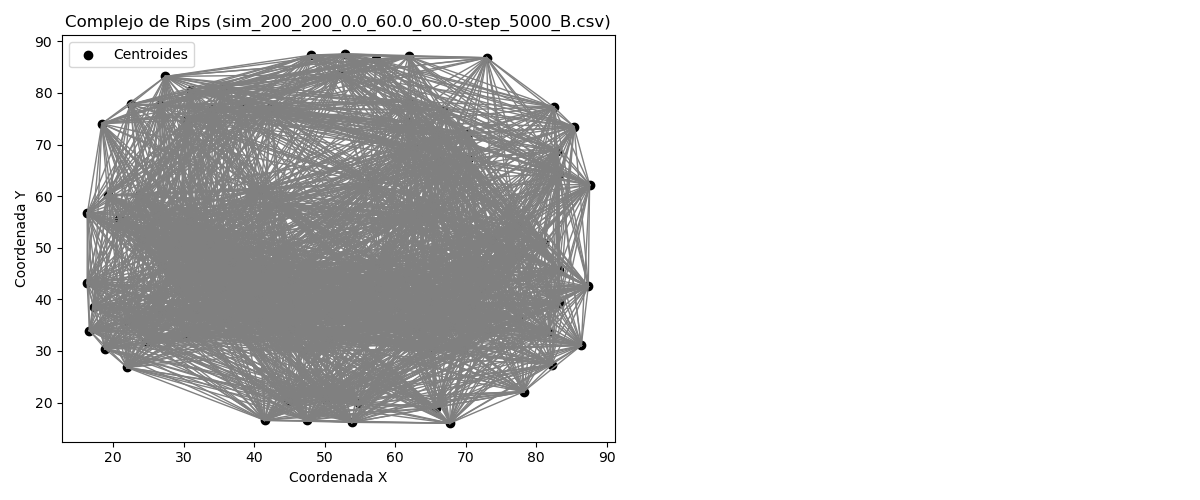 Complejo de Rips (sim_200_200_0.0_60.0_60.0-step_5000_B.csv)
Centroides
90
80
70
60
50
40
30
20
Coordenada Y
20 30 40 50 60 70 80 90
Coordenada X